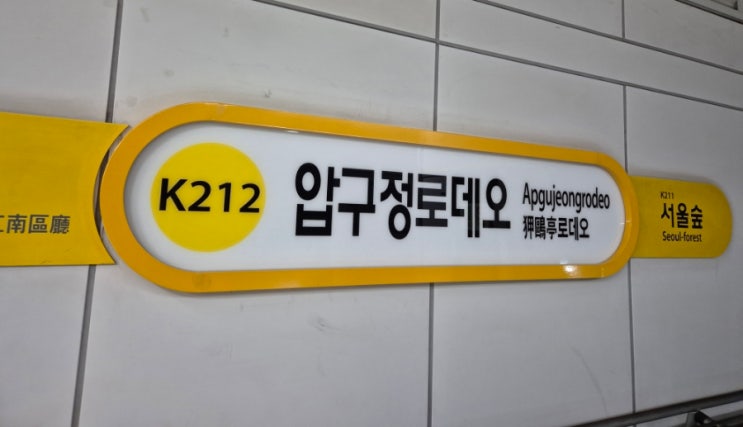 江南區廳
K212
압구정로데오
Apgujeongrodeo
狎鷗亭로데오
K211
서울숲
Seoul-forest